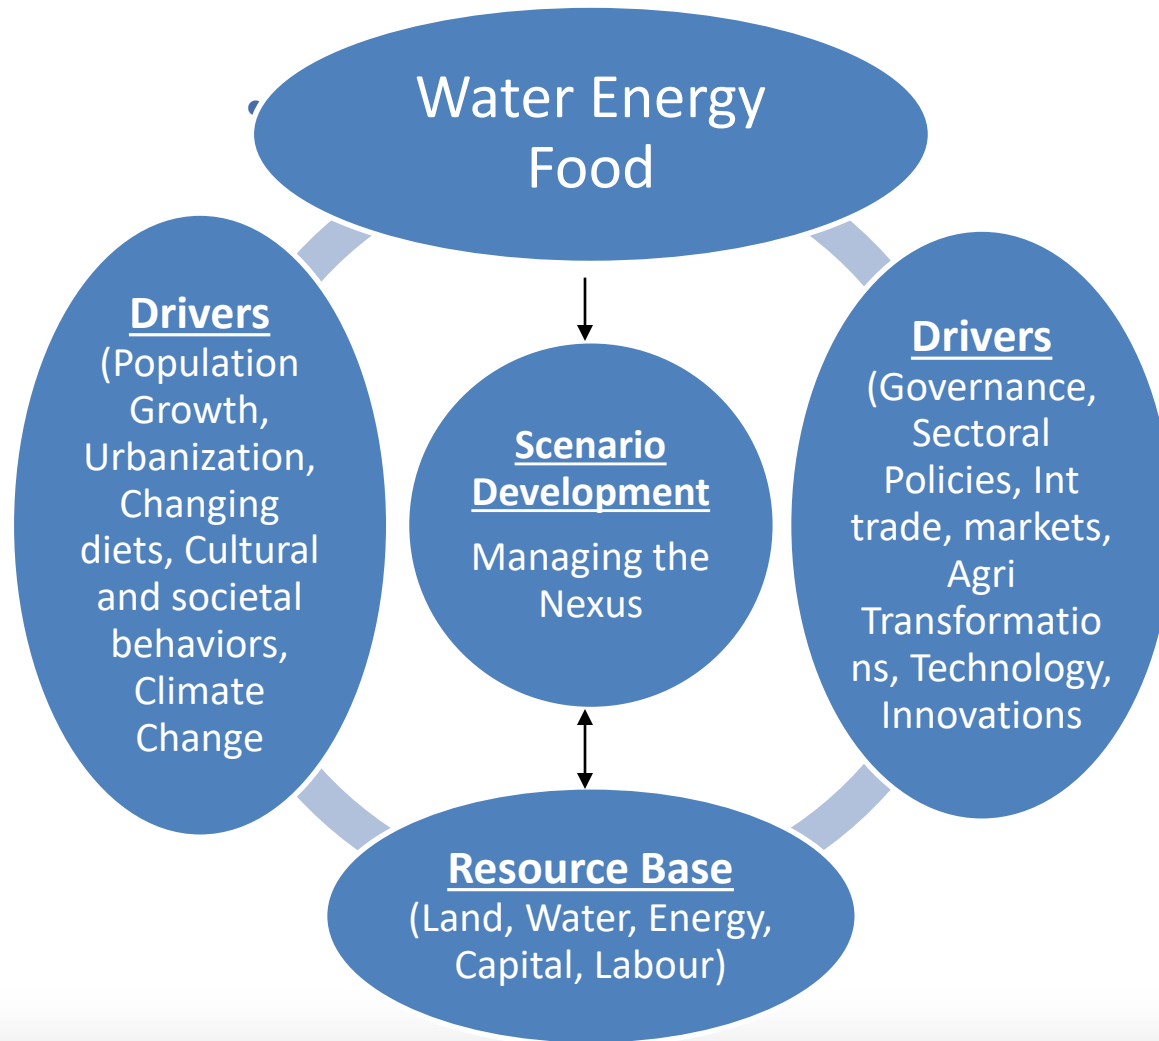 Water Energy
Food
Drivers
(Population
Growth,
Urbanization,
Changing
diets, Cultural
and societal
behaviors,
Climate
Change
Scenario
Development
Managing the
Nexus
Drivers
(Governance,
Sectoral
Policies, Int
trade, markets,
Agri
Transformatio
ns, Technology,
Innovations
Resource Base
(Land, Water, Energy,
Capital, Labour)